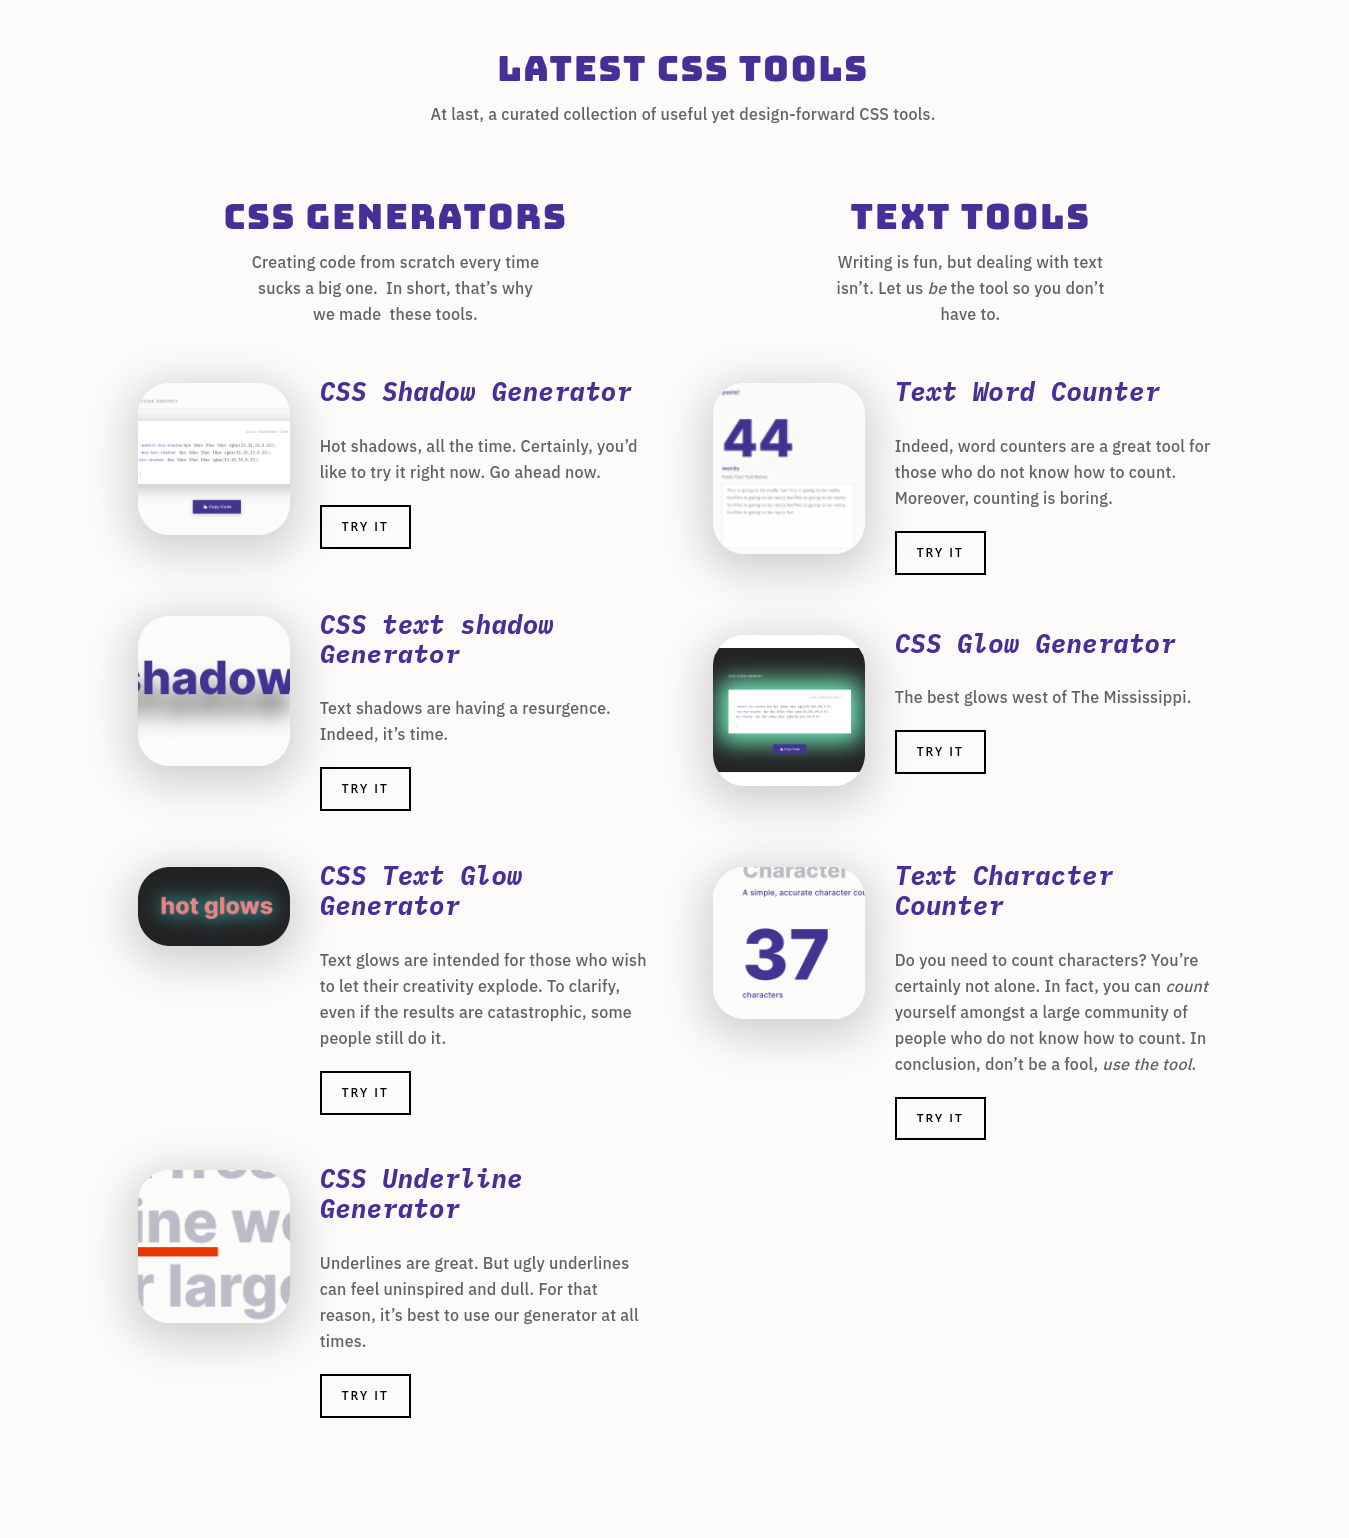 LATEST CSS TOOLS
At last, a curated collection of useful yet design-forward CSS tools.
CSS GENERATORS
Creating code from scratch every time
sucks a big one.  In short, that’s why
we made  these tools.
CODE SNIPPET
Copy Code
CSS Shadow Generator
Hot shadows, all the time. Certainly, you’d
like to try it right now. Go ahead now.
TRY IT
shadow
CSS text shadow
Generator
Text shadows are having a resurgence.
Indeed, it’s time.
TRY IT
hot glows
CSS Text Glow
Generator
Text glows are intended for those who wish
to let their creativity explode. To clarify,
even if the results are catastrophic, some
people still do it.
TRY IT
ine we
r large
CSS Underline
Generator
Underlines are great. But ugly underlines
can feel uninspired and dull. For that
reason, it’s best to use our generator at all
times.
TRY IT
TEXT TOOLS
Writing is fun, but dealing with text
isn’t. Let us be the tool so you don’t
have to.
44
words
Text Word Counter
Indeed, word counters are a great tool for
those who do not know how to count.
Moreover, counting is boring.
TRY IT
Copy Code
CSS Glow Generator
The best glows west of The Mississippi.
TRY IT
Character
A simple, accurate character cou
37
characters
Text Character
Counter
Do you need to count characters? You’re
certainly not alone. In fact, you can count
yourself amongst a large community of
people who do not know how to count. In
conclusion, don’t be a fool, use the tool.
TRY IT